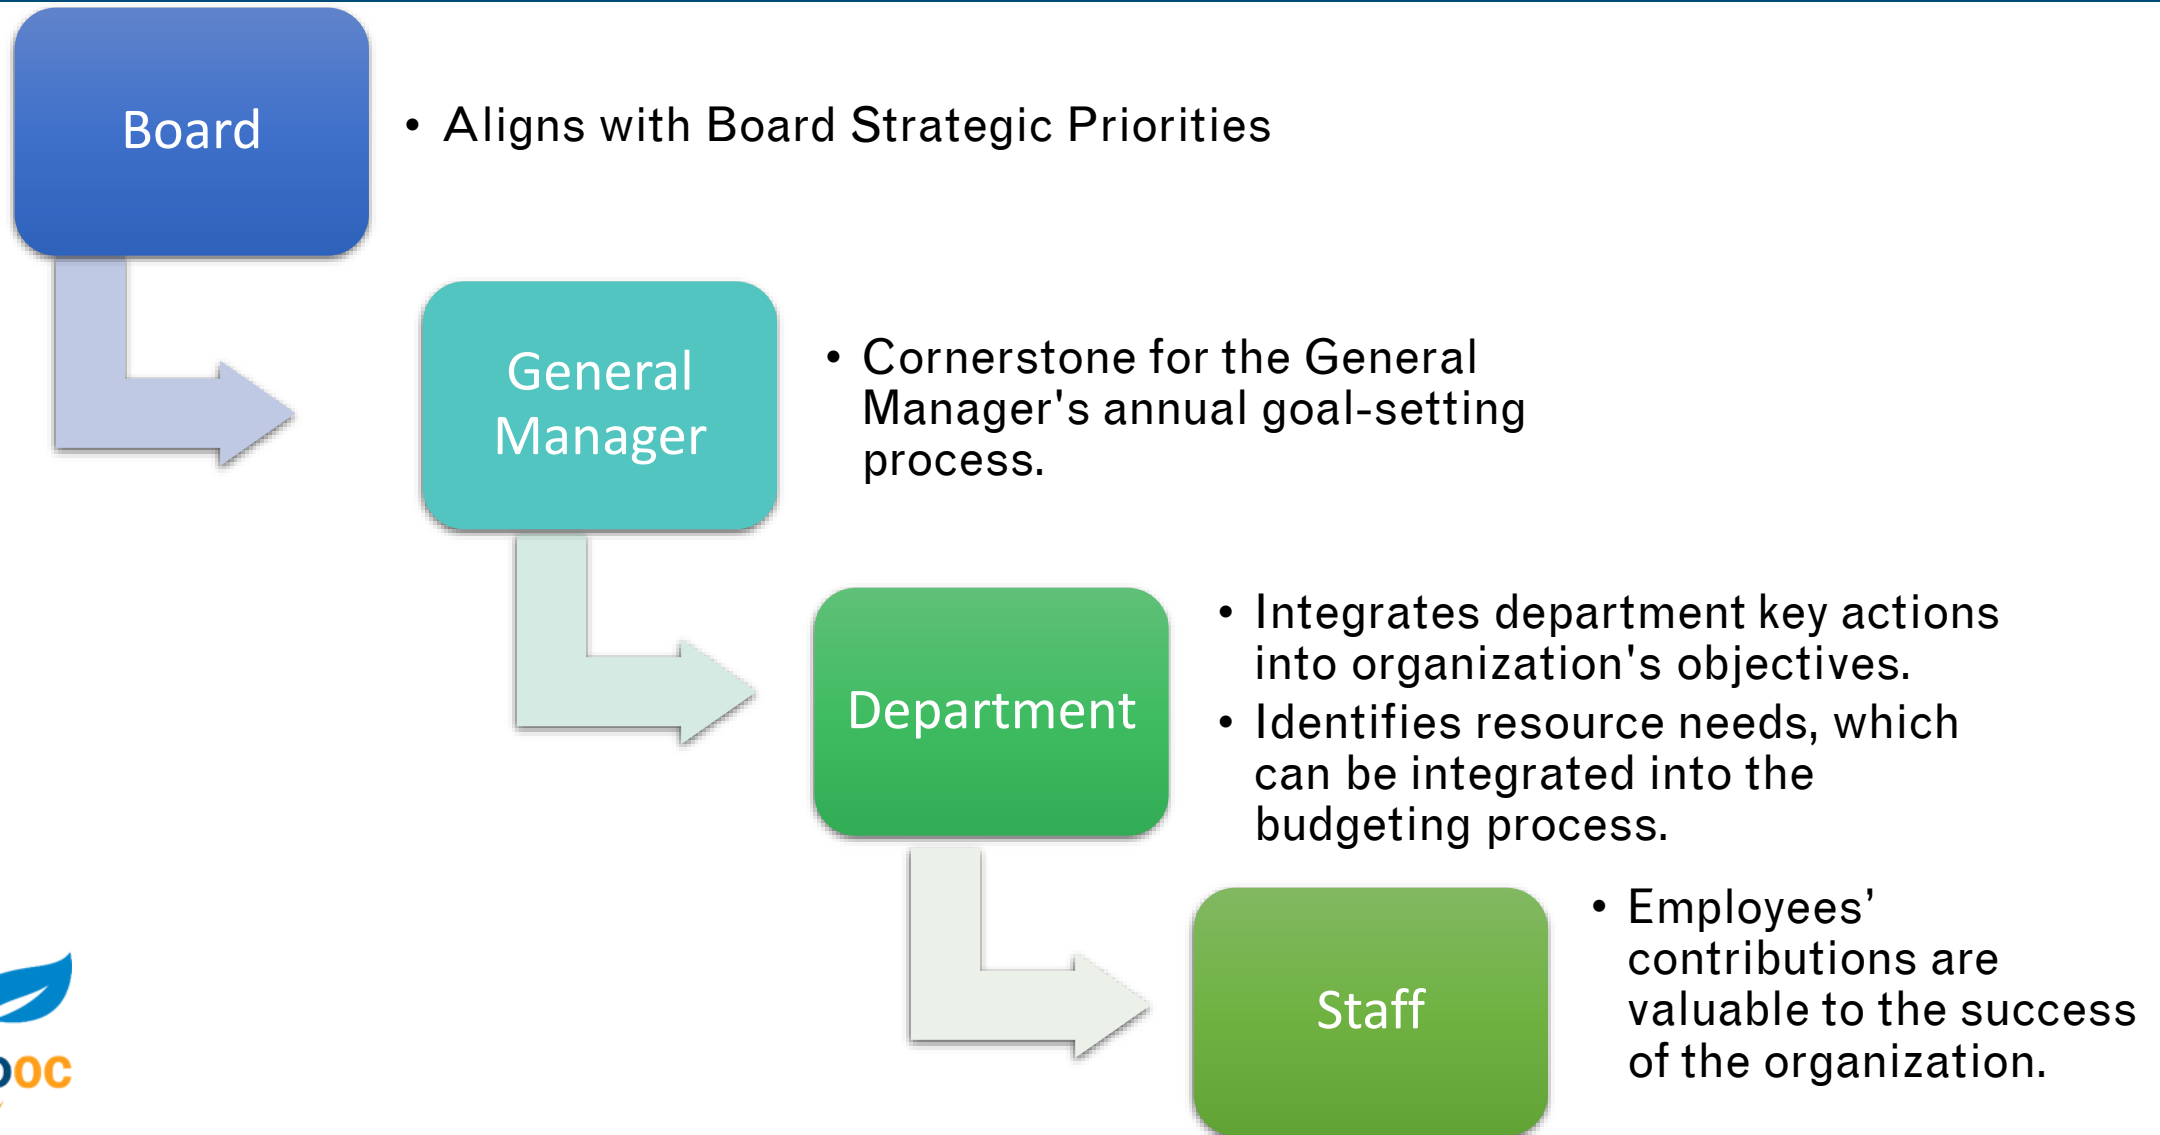 Board
• Aligns with Board Strategic Priorities
General
Manager
• Cornerstone for the General
Manager's annual goal-setting
process.
Department
• Integrates department key actions
into organization's objectives.
• Identifies resource needs, which
can be integrated into the
budgeting process.
Staff
• Employees’
contributions are
valuable to the success
of the organization.